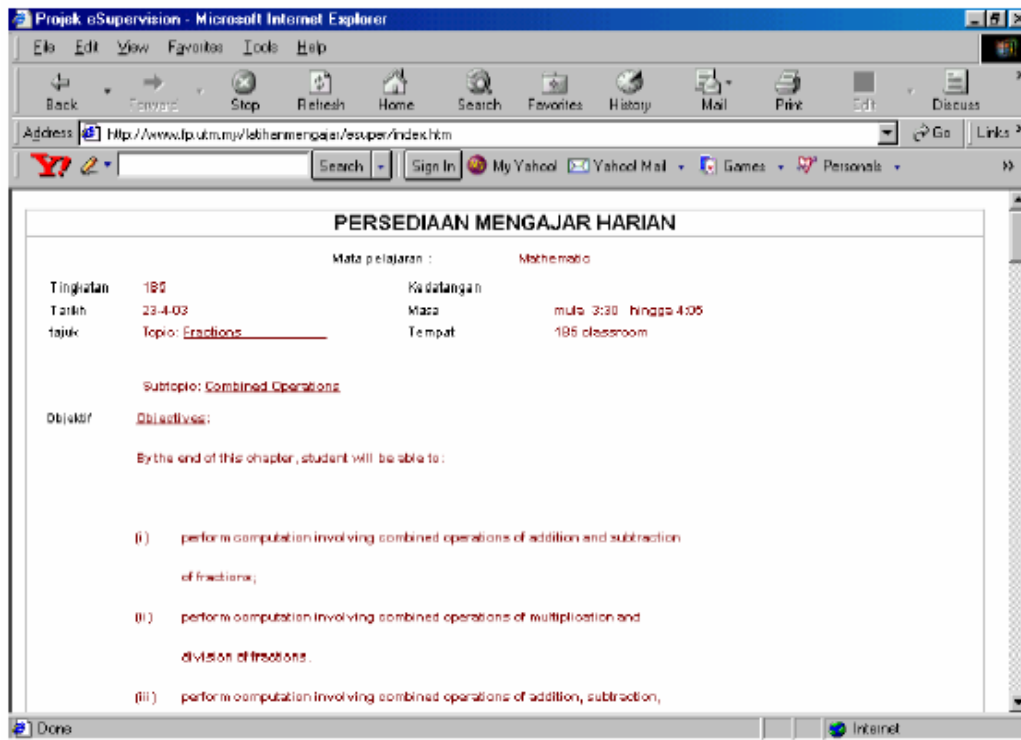 Projek eSupervision - Microsoft Internet Explorer
File Edit View Favorites Tools Help
Back Forward Stop Refresh Home Search Favorites History Mail Print Edit Discuss
Address http://www.fp.utm.my/latihanmengajar/esuper/index.htm Go Links
Y! Search Sign In My Yahoo! Yahoo! Mail Games Personals
PERSEDIAAN MENGAJAR HARIAN
Mata pelajaran : Mathematic
Tingkatan 1B5 Kedatangan
Tarikh 23-4-03 Masa mula 3:30 hingga 4:05
tajuk Topic: Fractions Tempat 1B5 classroom
Subtopic: Combined Operations
Objektif Objectives:
By the end of this chapter, student will be able to:
(i) perform computation involving combined operations of addition and subtraction
of fractions;
(ii) perform computation involving combined operations of multiplication and
division of fractions.
(iii) perform computation involving combined operations of addition, subtraction,
Done Internet